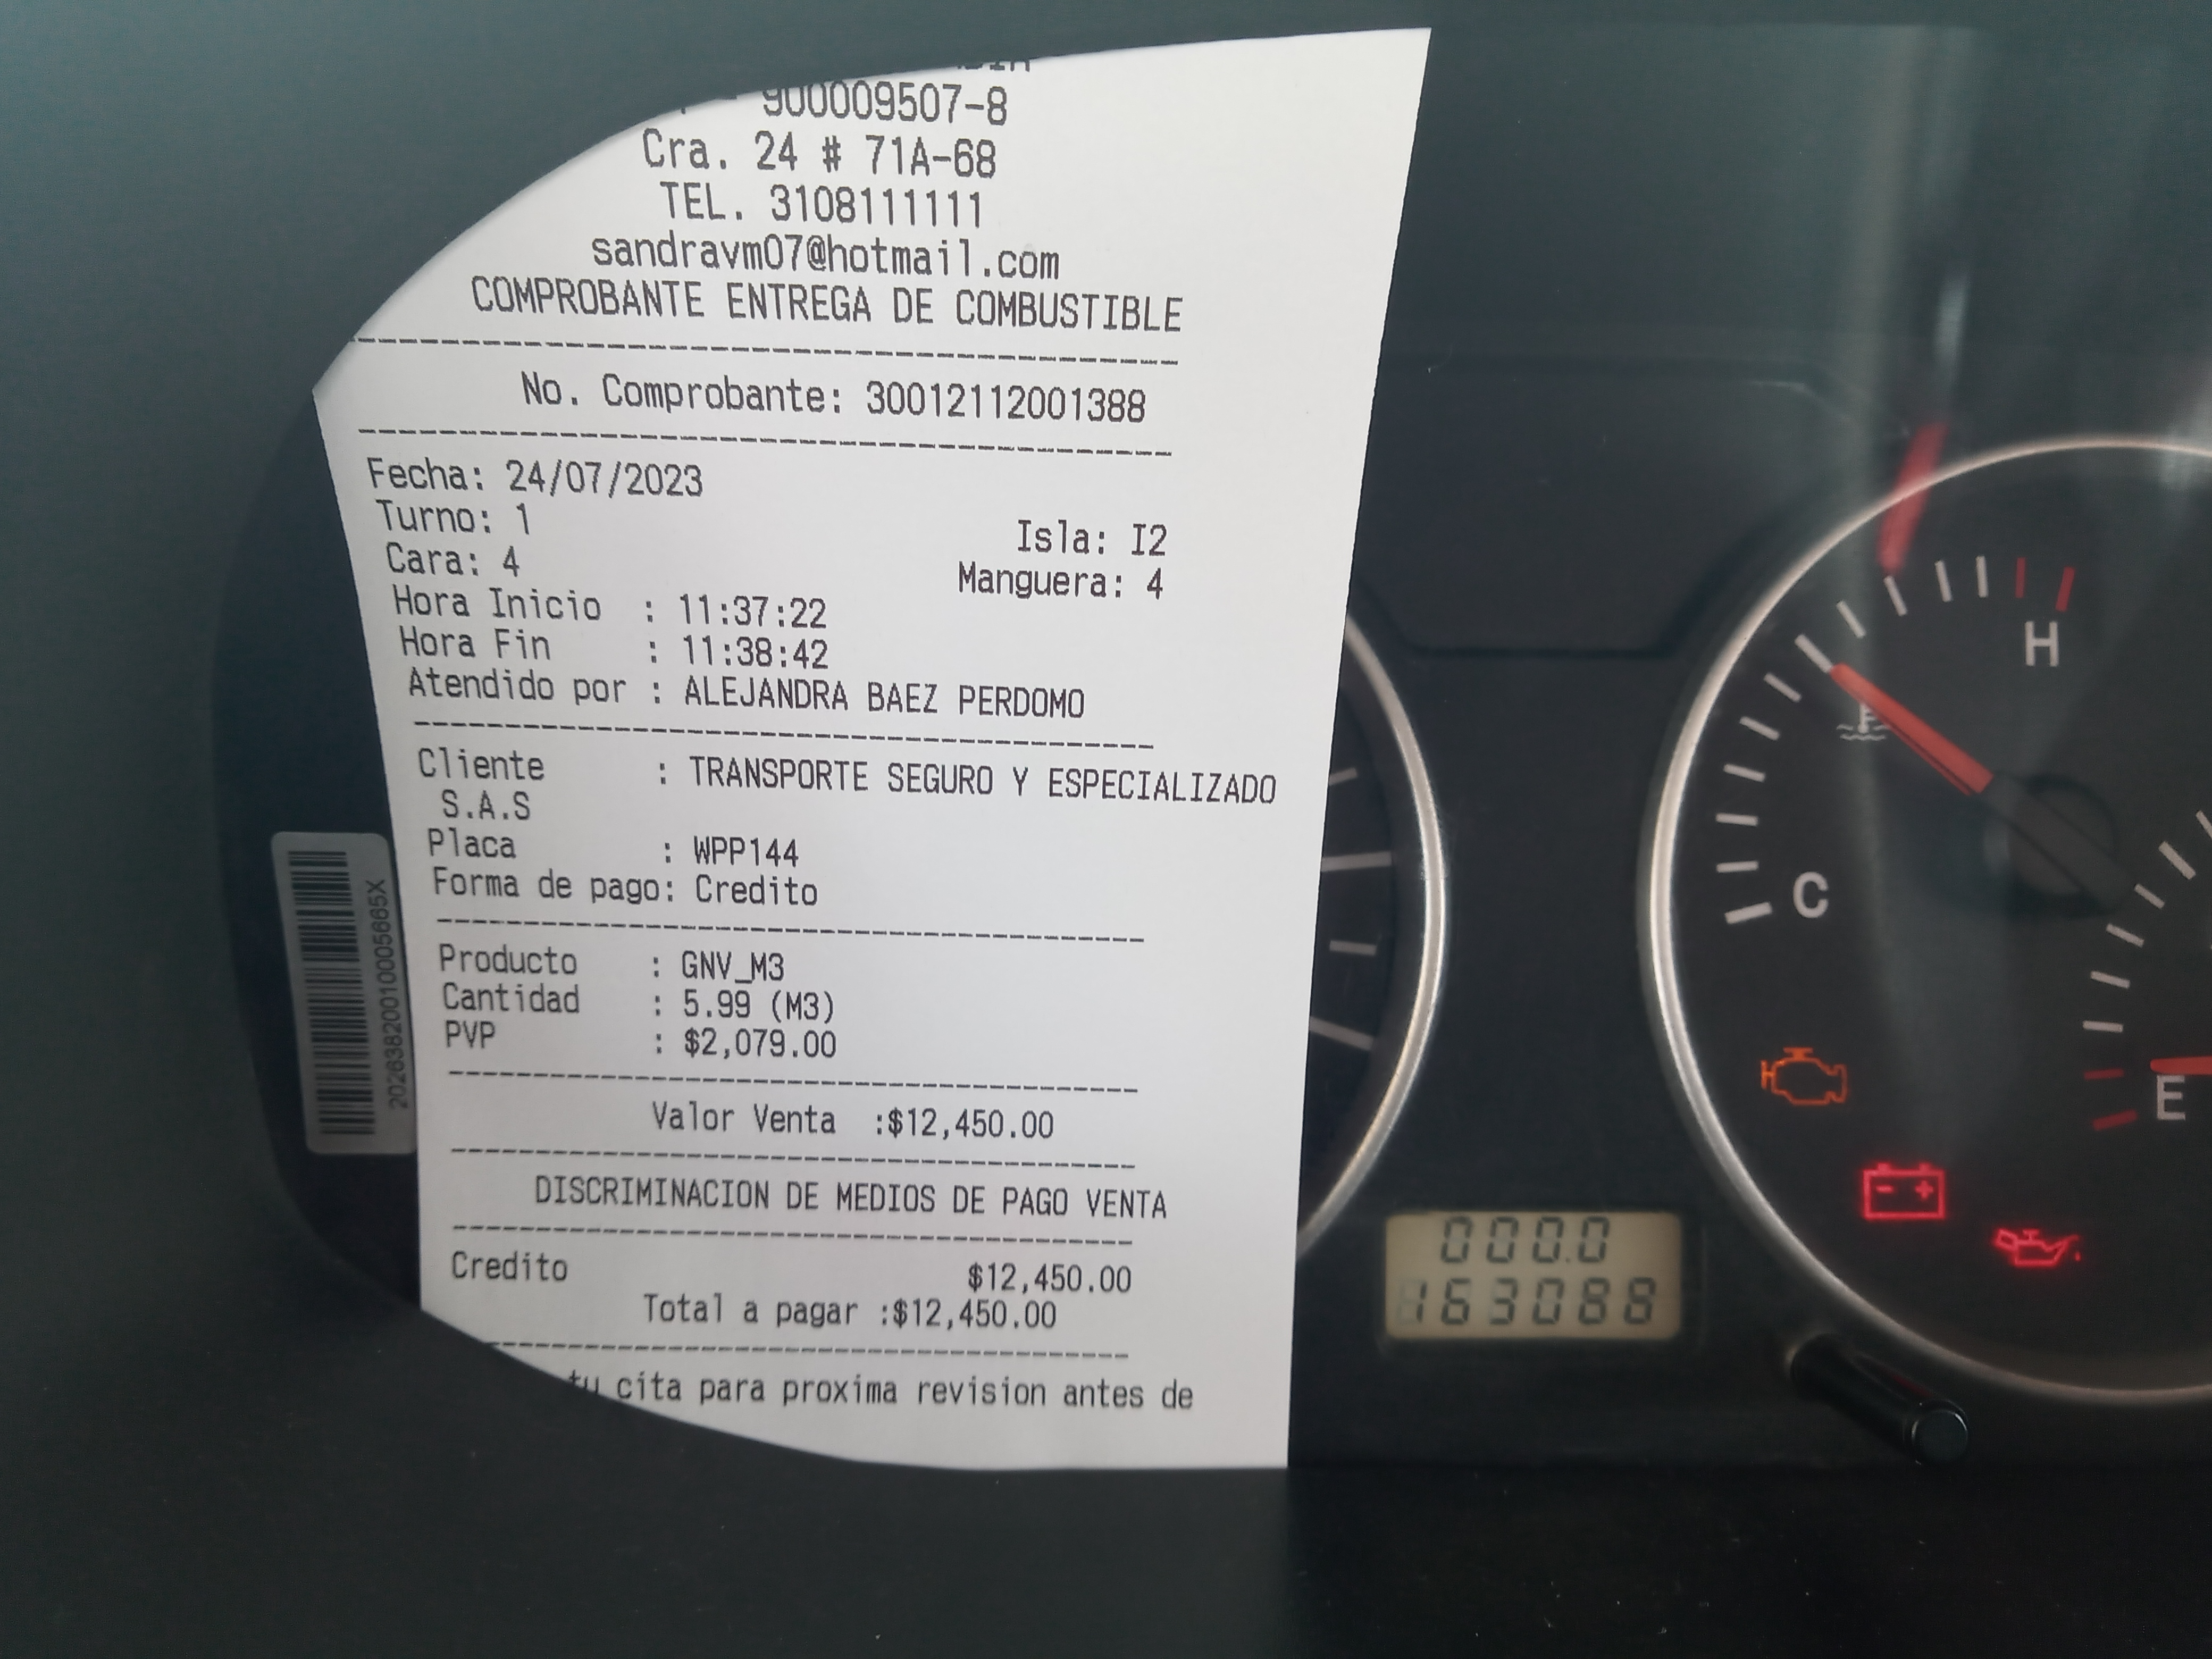 900009507-8
Cra. 24 # 71A-68
TEL. 3108111111
sandravm07@hotmail.com
COMPROBANTE ENTREGA DE COMBUSTIBLE
No. Comprobante: 30012112001388
Fecha: 24/07/2023
Turno: 1
Isla: I2
Cara: 4
Manguera: 4
Hora Inicio : 11:37:22
Hora Fin : 11:38:42
Atendido por : ALEJANDRA BAEZ PERDOMO
Cliente : TRANSPORTE SEGURO Y ESPECIALIZADO
S.A.S
Placa : WPP144
Forma de pago: Credito
Producto : GNV_M3
Cantidad : 5.99 (M3)
PVP : $2,079.00
Valor Venta :$12,450.00
DISCRIMINACION DE MEDIOS DE PAGO VENTA
Credito $12,450.00
Total a pagar :$12,450.00
tu cita para proxima revision antes de
H
C
E
000.0
163088